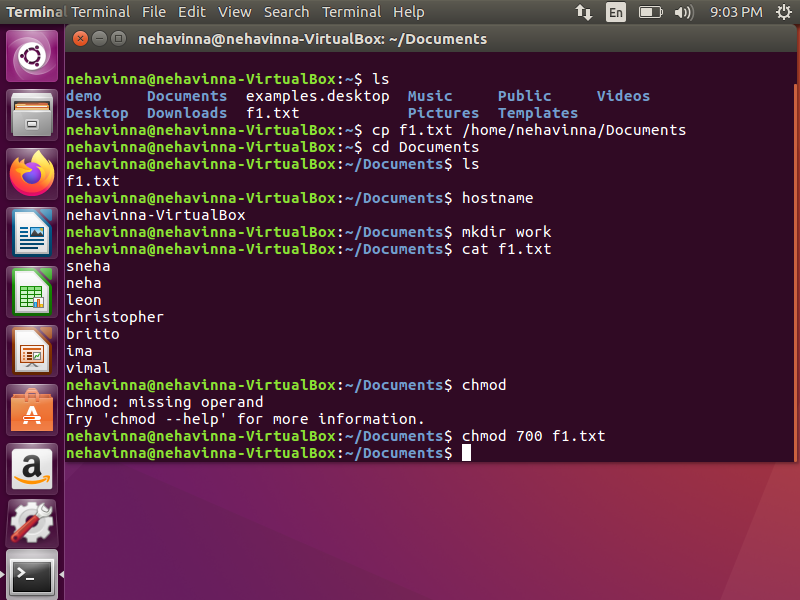 Terminal Terminal File Edit View Search Terminal Help En 9:03 PM
nehavinna@nehavinna-VirtualBox: ~/Documents
nehavinna@nehavinna-VirtualBox:~$ ls
demo Documents examples.desktop Music Public Videos
Desktop Downloads f1.txt Pictures Templates
nehavinna@nehavinna-VirtualBox:~$ cp f1.txt /home/nehavinna/Documents
nehavinna@nehavinna-VirtualBox:~$ cd Documents
nehavinna@nehavinna-VirtualBox:~/Documents$ ls
f1.txt
nehavinna@nehavinna-VirtualBox:~/Documents$ hostname
nehavinna-VirtualBox
nehavinna@nehavinna-VirtualBox:~/Documents$ mkdir work
nehavinna@nehavinna-VirtualBox:~/Documents$ cat f1.txt
sneha
neha
leon
christopher
britto
ima
vimal
nehavinna@nehavinna-VirtualBox:~/Documents$ chmod
chmod: missing operand
Try 'chmod --help' for more information.
nehavinna@nehavinna-VirtualBox:~/Documents$ chmod 700 f1.txt
nehavinna@nehavinna-VirtualBox:~/Documents$